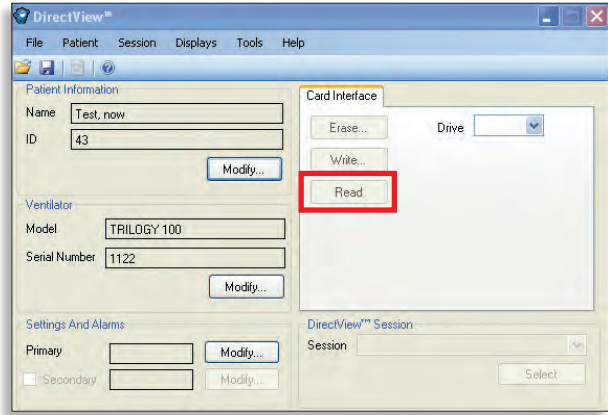 DirectView™
File Patient Session Displays Tools Help
Patient Information
Name Test, now
ID 43
Modify...
Ventilator
Model TRILOGY 100
Serial Number 1122
Modify...
Settings And Alarms
Primary Modify...
Secondary Modify...
Card Interface
Erase... Drive
Write...
Read
DirectView™ Session
Session
Select